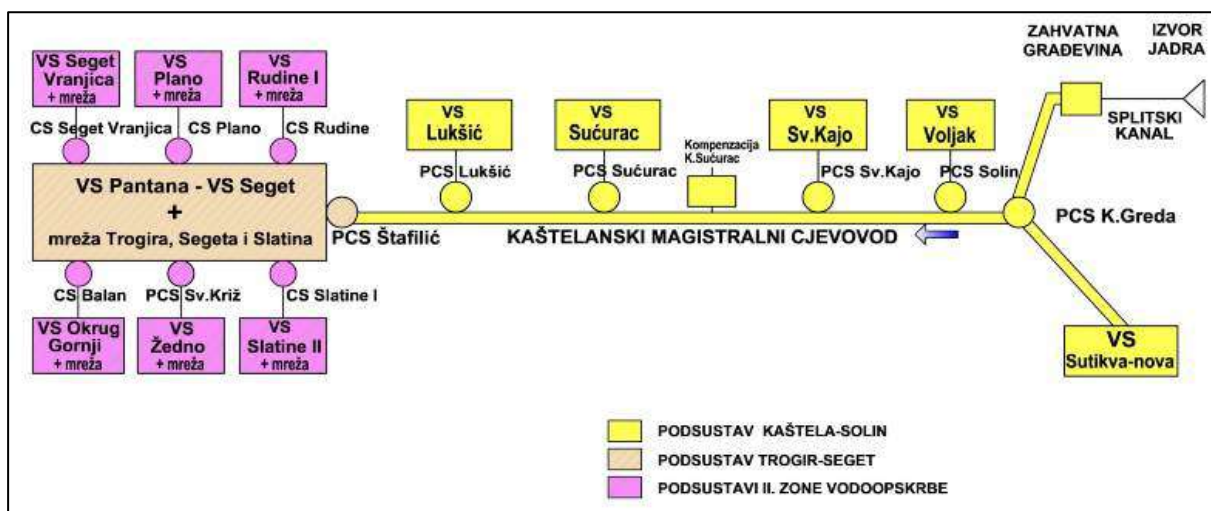 VS Seget
Vranjica
+ mreža
VS
Plano
+ mreža
VS
Rudine I
+ mreža
CS Seget Vranjica
CS Plano
CS Rudine
VS Pantana - VS Seget
+
mreža Trogira, Segeta i Slatina
CS Balan
PCS Sv.Križ
CS Slatine I
VS Okrug
Gornji
+ mreža
VS
Žedno
+ mreža
VS
Slatine II
+ mreža
PCS Štafilić
VS
Lukšić
PCS Lukšić
VS
Sućurac
PCS Sućurac
Kompenzacija
K.Sućurac
VS
Sv.Kajo
PCS Sv.Kajo
VS
Voljak
PCS Solin
KAŠTELANSKI MAGISTRALNI CJEVOVOD
ZAHVATNA
GRAĐEVINA
IZVOR
JADRA
SPLITSKI
KANAL
PCS K.Greda
VS
Sutikva-nova
PODSUSTAV KAŠTELA-SOLIN
PODSUSTAV TROGIR-SEGET
PODSUSTAVI II. ZONE VODOOPSKRBE